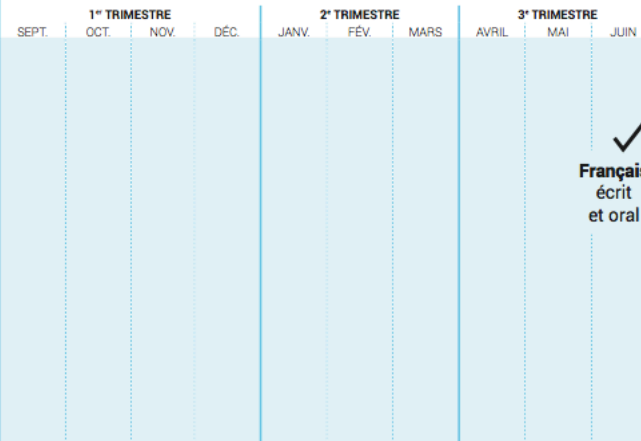 1er TRIMESTRE 2e TRIMESTRE 3e TRIMESTRE
SEPT. OCT. NOV. DÉC. JANV. FÉV. MARS AVRIL MAI JUIN
Français
écrit
et oral